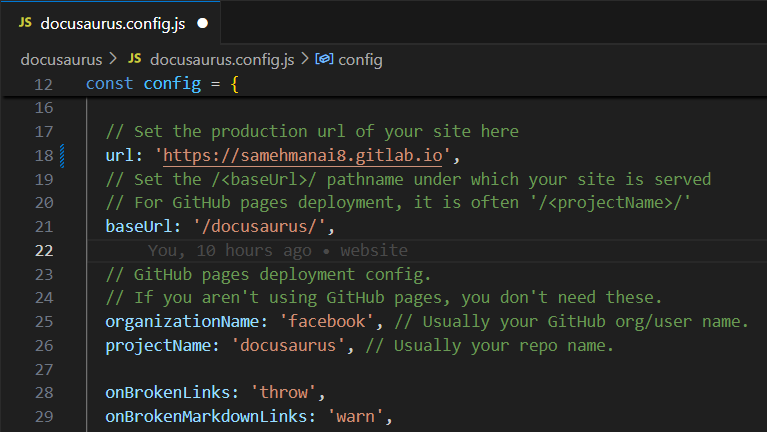 JS docusaurus.config.js
docusaurus > JS docusaurus.config.js > config
12 const config = {
16
17 // Set the production url of your site here
18 url: 'https://samehmanai8.gitlab.io',
19 // Set the /<baseUrl>/ pathname under which your site is served
20 // For GitHub pages deployment, it is often '/<projectName>/'
21 baseUrl: '/docusaurus/',
22 You, 10 hours ago • website
23 // GitHub pages deployment config.
24 // If you aren't using GitHub pages, you don't need these.
25 organizationName: 'facebook', // Usually your GitHub org/user name.
26 projectName: 'docusaurus', // Usually your repo name.
27
28 onBrokenLinks: 'throw',
29 onBrokenMarkdownLinks: 'warn',